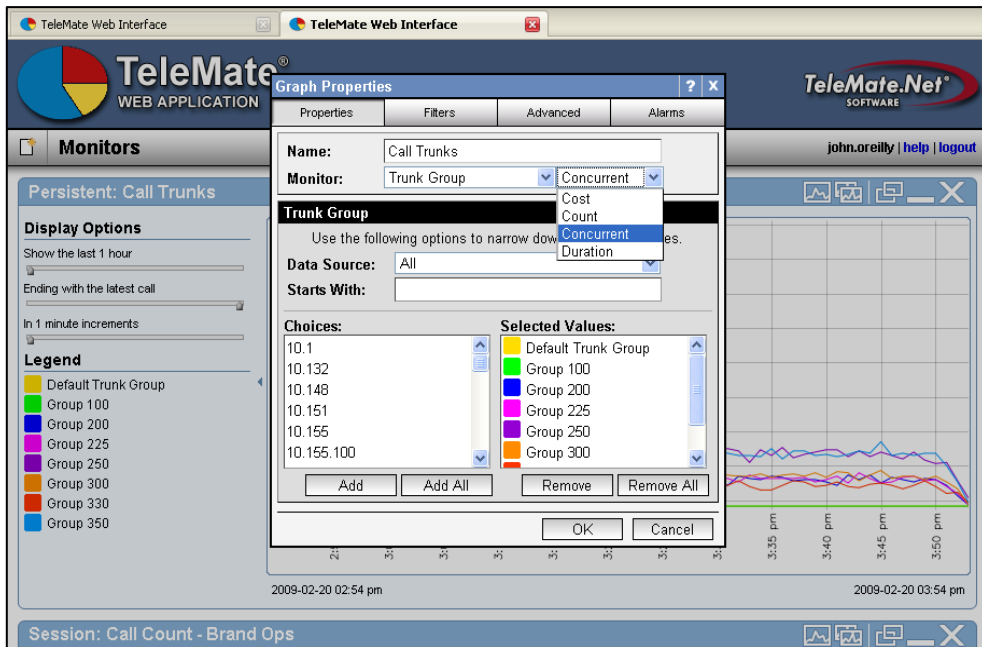 TeleMate Web Interface
TeleMate Web Interface
TeleMate®
WEB APPLICATION
TeleMate.Net®
SOFTWARE
Monitors
john.oreilly | help | logout
Persistent: Call Trunks
Display Options
Show the last 1 hour
Ending with the latest call
In 1 minute increments
Legend
Default Trunk Group
Group 100
Group 200
Group 225
Group 250
Group 300
Group 330
Group 350
Graph Properties
? X
Properties Filters Advanced Alarms
Name: Call Trunks
Monitor: Trunk Group Concurrent
Cost
Count
Concurrent
Duration
Trunk Group
Use the following options to narrow
Data Source: All
Starts With:
Choices:
10.1
10.132
10.148
10.151
10.155
10.155.100
Selected Values:
Default Trunk Group
Group 100
Group 200
Group 225
Group 250
Group 300
Add Add All Remove Remove All
OK Cancel
3:35 pm
3:40 pm
3:45 pm
3:50 pm
2009-02-20 02:54 pm
2009-02-20 03:54 pm
Session: Call Count - Brand Ops